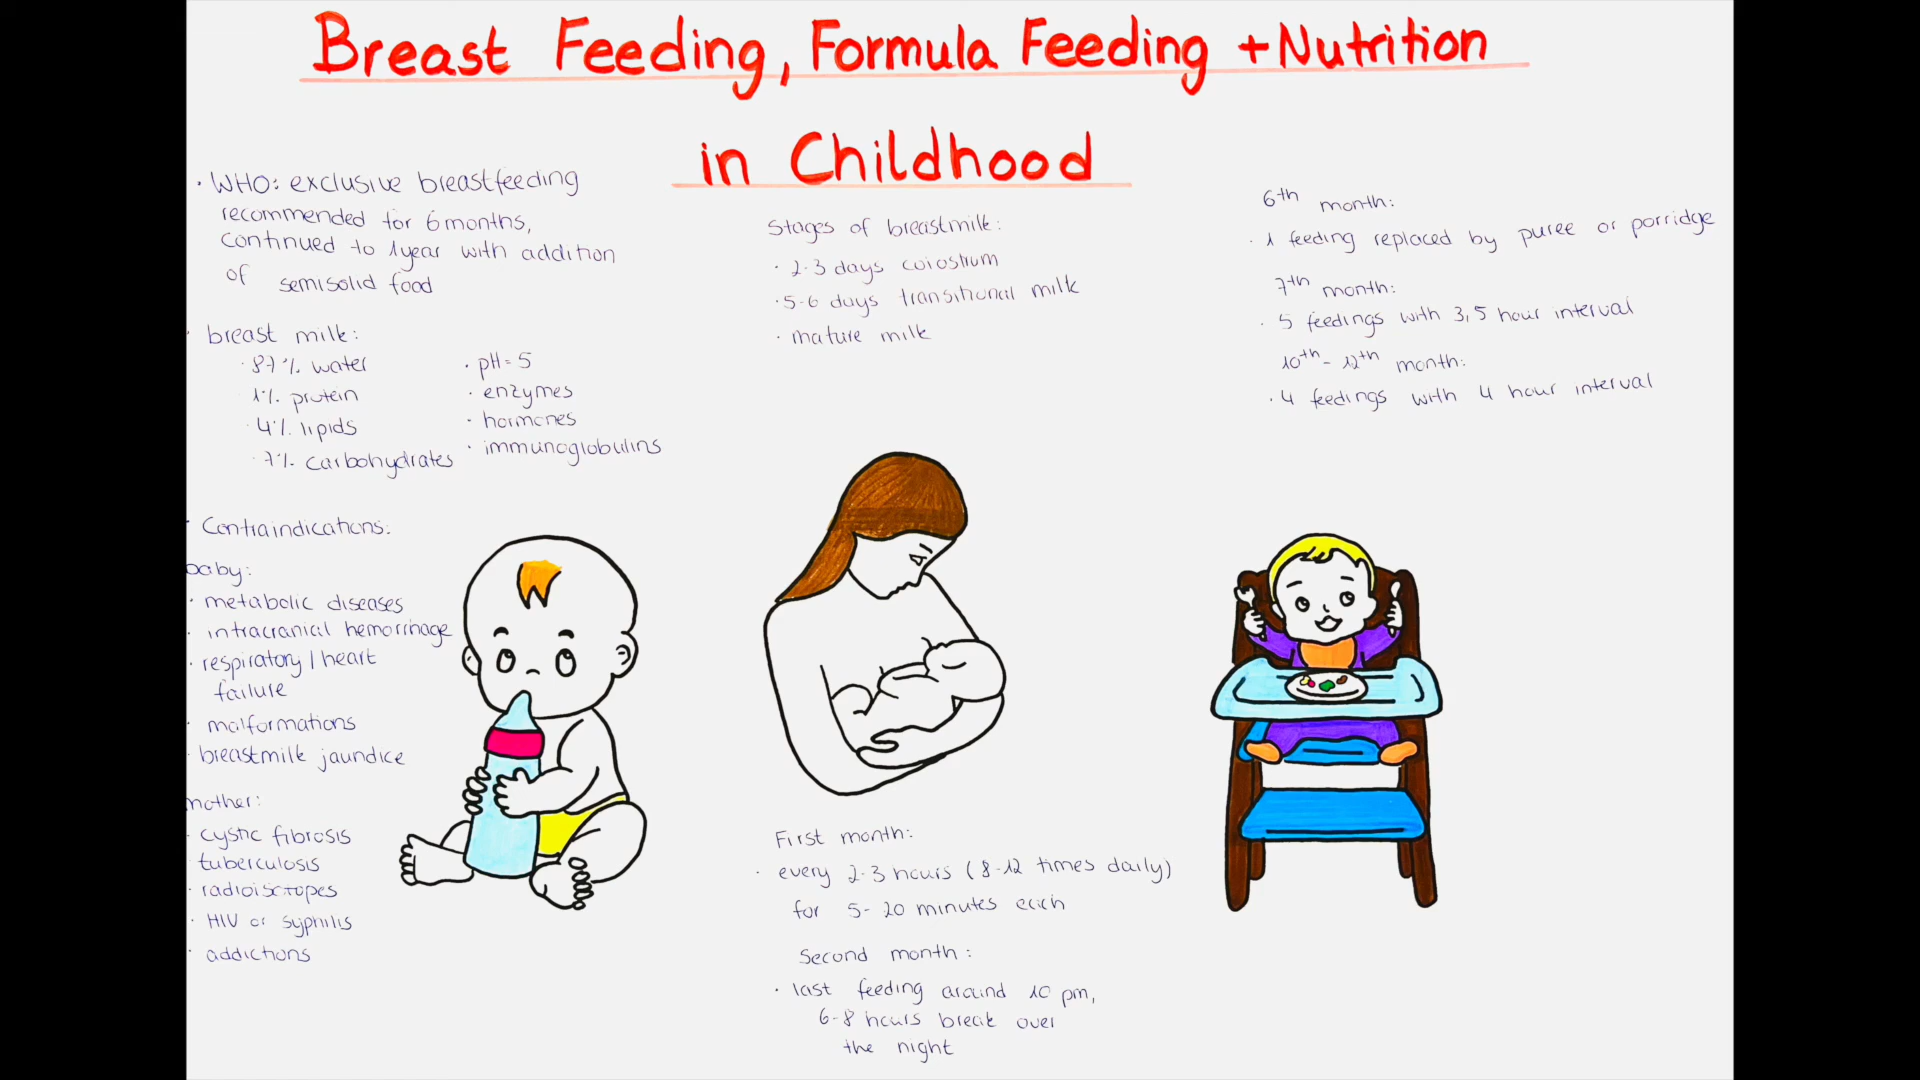 Breast Feeding, Formula Feeding + Nutrition
in Childhood
· WHO: exclusive breastfeeding
recommended for 6 months,
continued to 1 year with addition
of semisolid food
· breast milk:
· 87% water
1% protein
· 4% lipids
· 7% carbohydrates
· pH = 5
· enzymes
· hormones
· immunoglobulins
· Contraindications:
baby:
· metabolic diseases
· intracranial hemorrhage
· respiratory / heart
failure
· malformations
· breastmilk jaundice
mother:
· cystic fibrosis
· tuberculosis
· radioisotopes
· HIV or syphilis
· addictions
Stages of breastmilk:
· 2-3 days colostrum
· 5-6 days transitional milk
· mature milk
First month:
· every 2-3 hours (8-12 times daily)
for 5-20 minutes each
Second month:
· last feeding around 10 pm,
6-8 hours break over
the night
6th month:
· 1 feeding replaced by puree or porridge
7th month:
· 5 feedings with 3,5 hour interval
10th - 12th month:
· 4 feedings with 4 hour interval